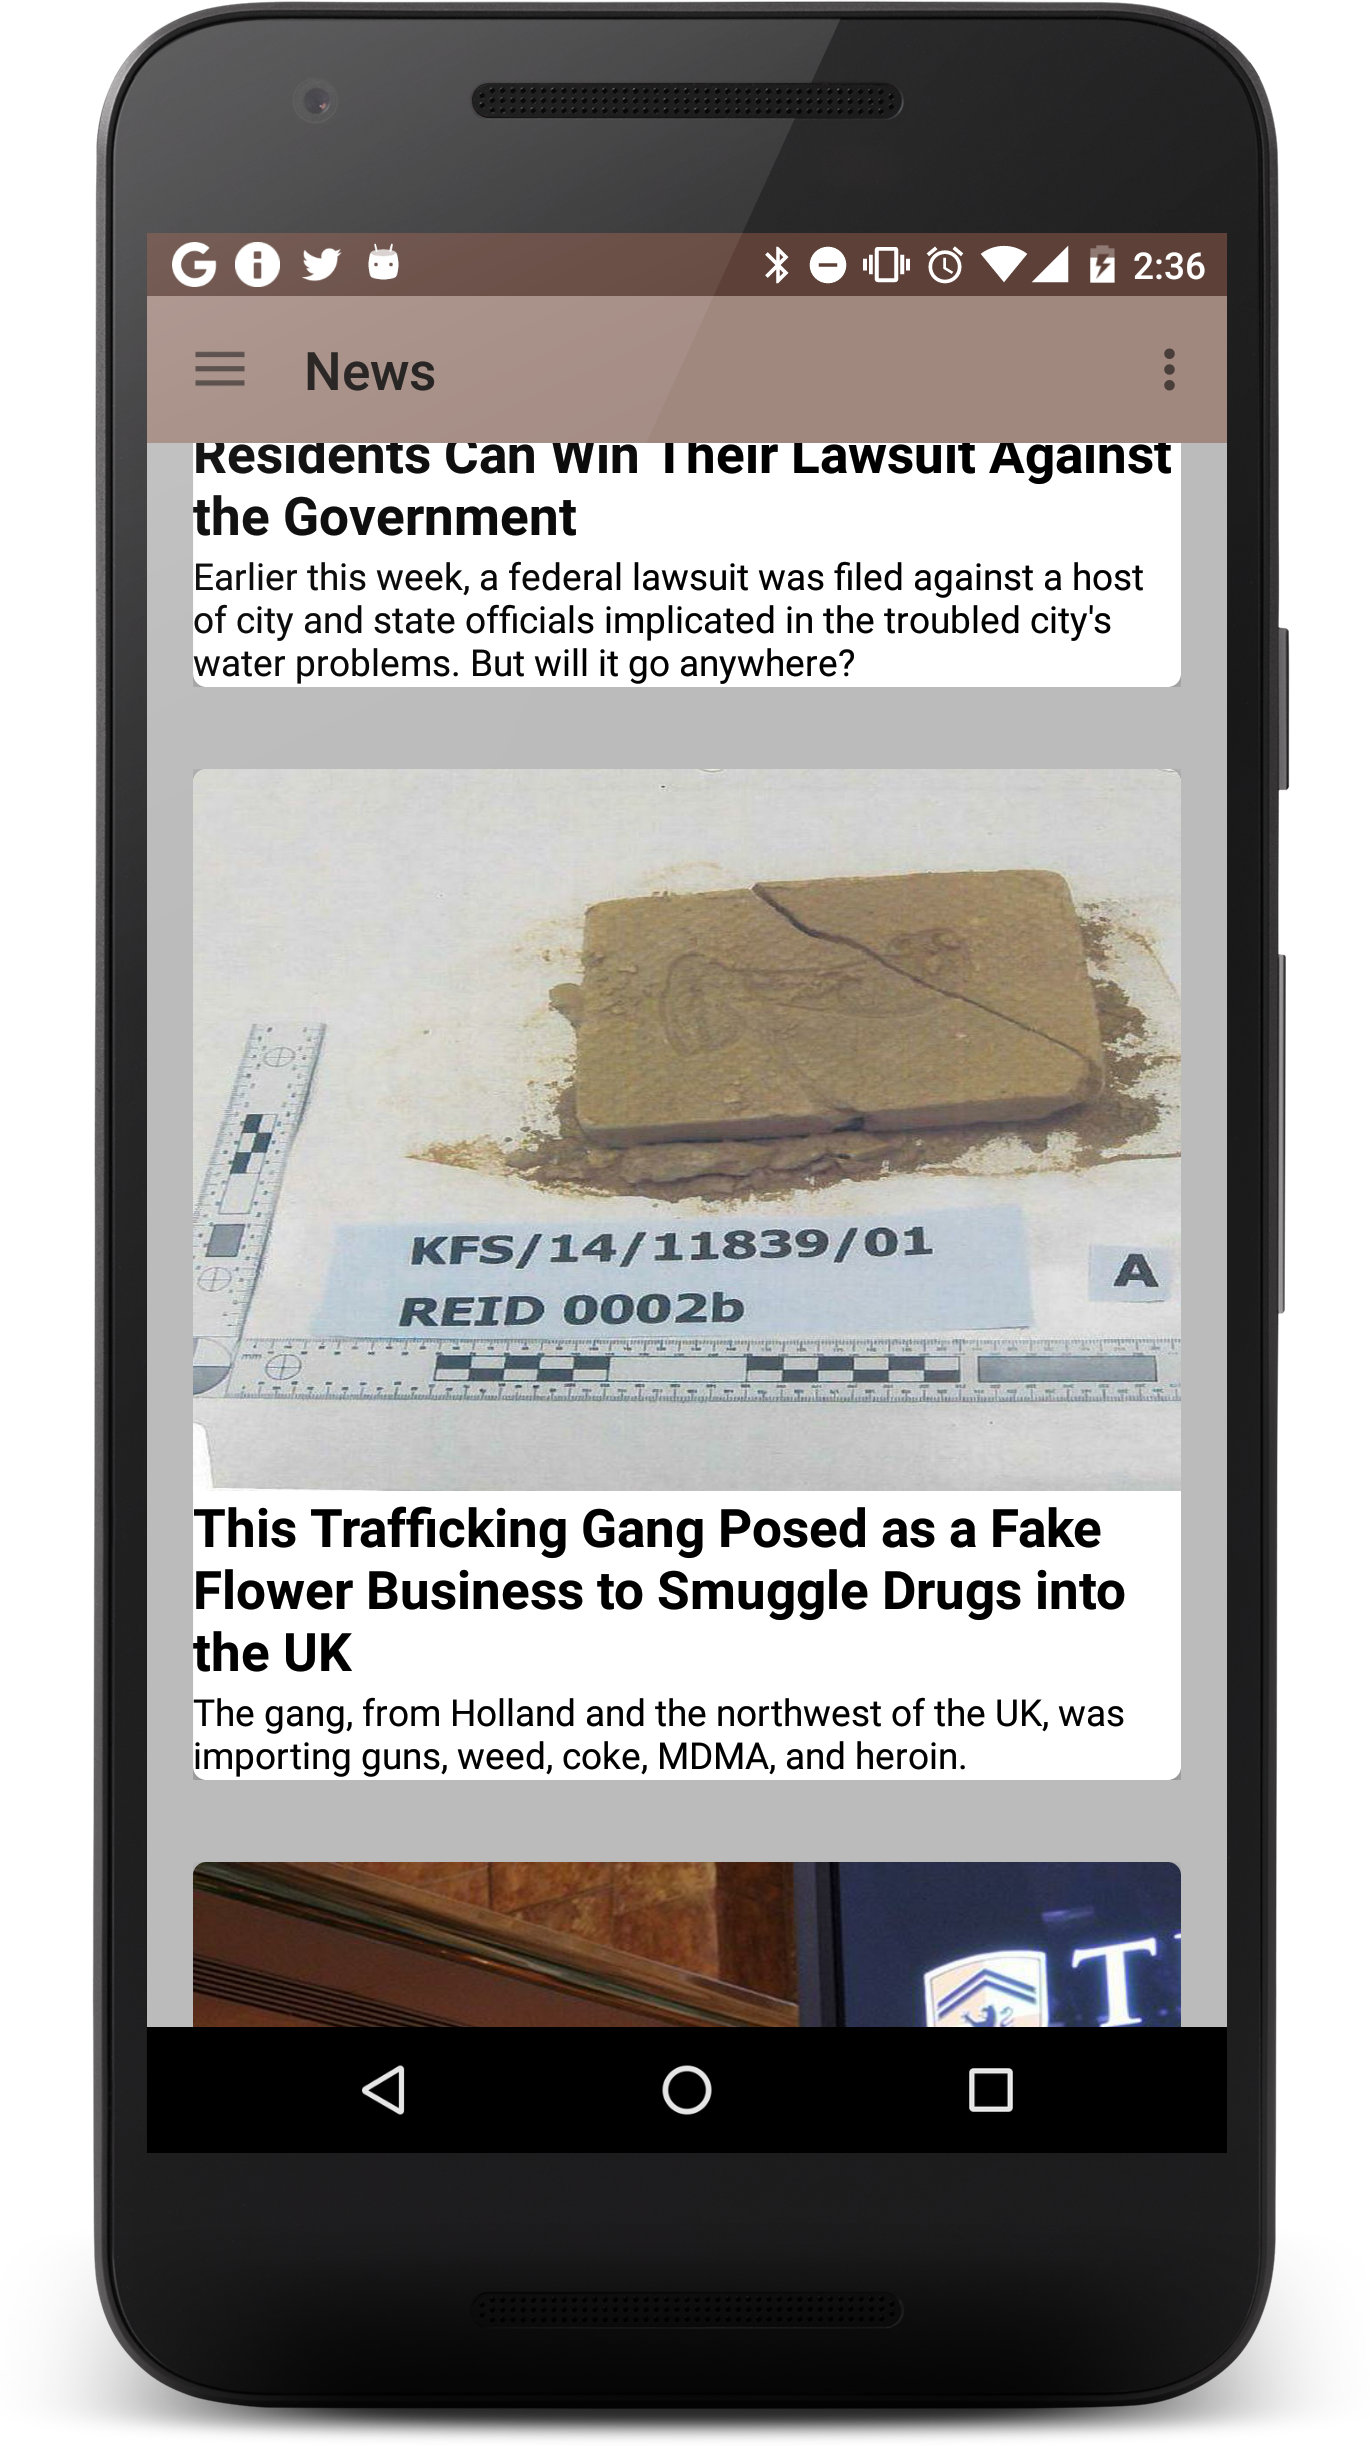 2:36
News
Residents Can Win Their Lawsuit Against
the Government
Earlier this week, a federal lawsuit was filed against a host
of city and state officials implicated in the troubled city's
water problems. But will it go anywhere?
KFS/14/11839/01
A
REID 0002b
This Trafficking Gang Posed as a Fake
Flower Business to Smuggle Drugs into
the UK
The gang, from Holland and the northwest of the UK, was
importing guns, weed, coke, MDMA, and heroin.
T